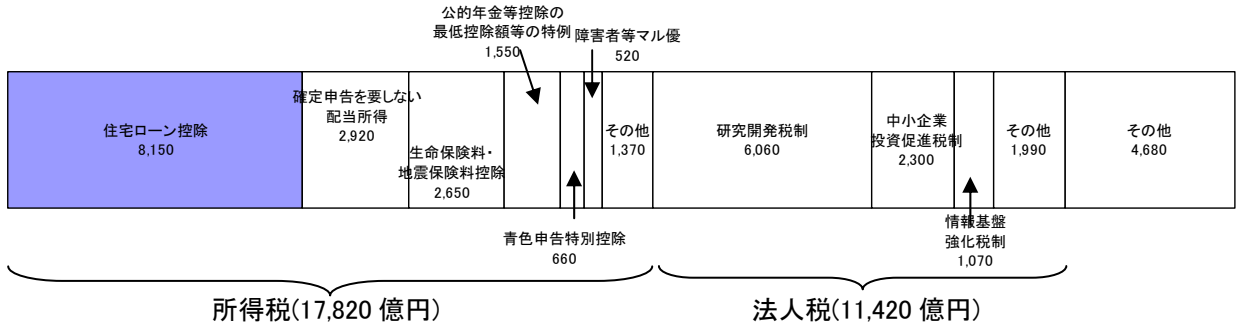 公的年金等控除の
最低控除額等の特例
1,550
障害者等マル優
520
住宅ローン控除
8,150
確定申告を要しない
配当所得
2,920
生命保険料・
地震保険料控除
2,650
その他
1,370
研究開発税制
6,060
中小企業
投資促進税制
2,300
その他
1,990
その他
4,680
青色申告特別控除
660
情報基盤
強化税制
1,070
所得税(17,820 億円)
法人税(11,420 億円)